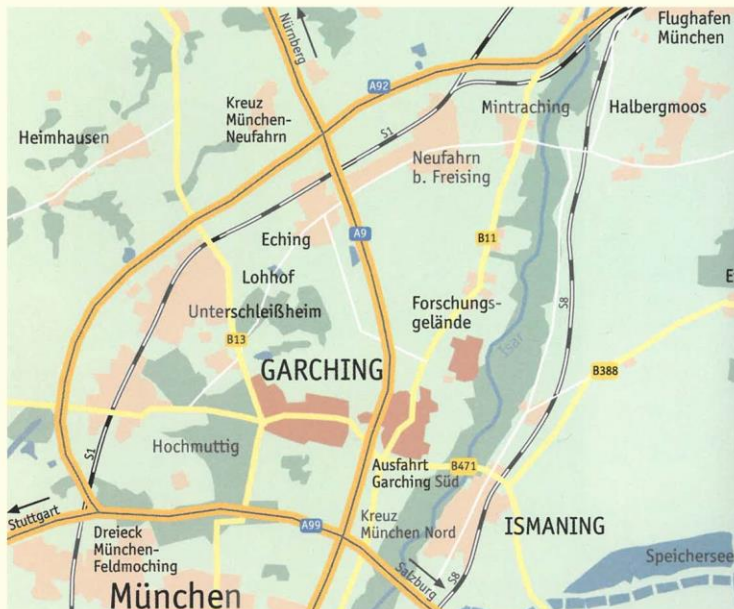 Flughafen
München
Nürnberg
A92
Kreuz
München-
Neufahrn
S1
Mintraching
Halbergmoos
Heimhausen
Neufahrn
b. Freising
Eching
A9
B11
Lohhof
Unterschleißheim
Forschungs-
gelände
Isar
S8
E
B13
GARCHING
B388
Hochmuttig
S1
Ausfahrt
Garching Süd
B471
Stuttgart
A99
Kreuz
München Nord
ISMANING
Dreieck
München-
Feldmoching
Salzburg
S8
Speichersee
München